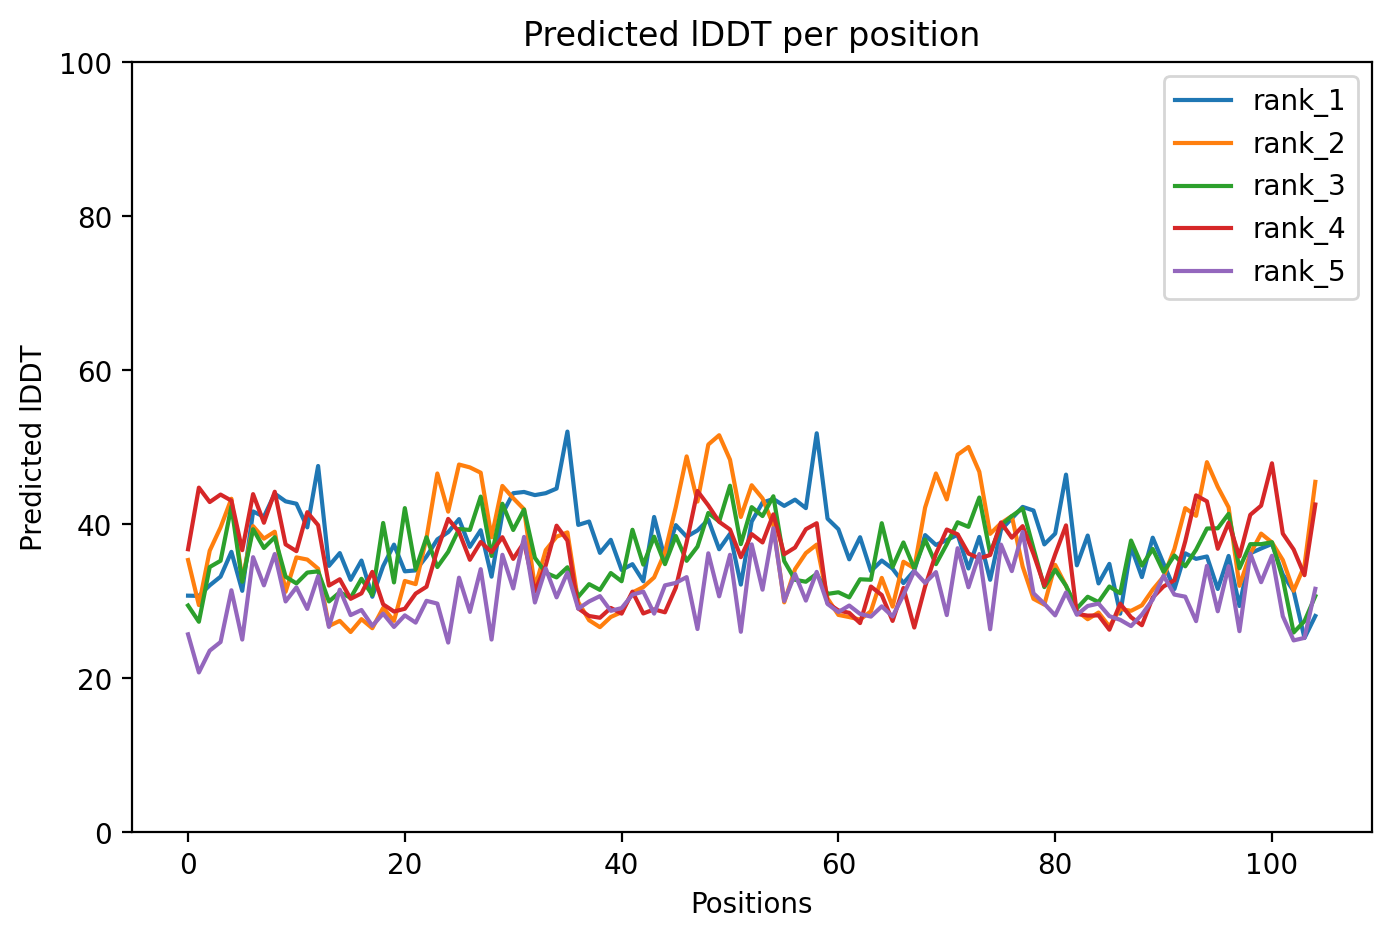 Predicted lDDT per position
100
80
60
40
20
0
Predicted lDDT
0 20 40 60 80 100
Positions
rank_1
rank_2
rank_3
rank_4
rank_5